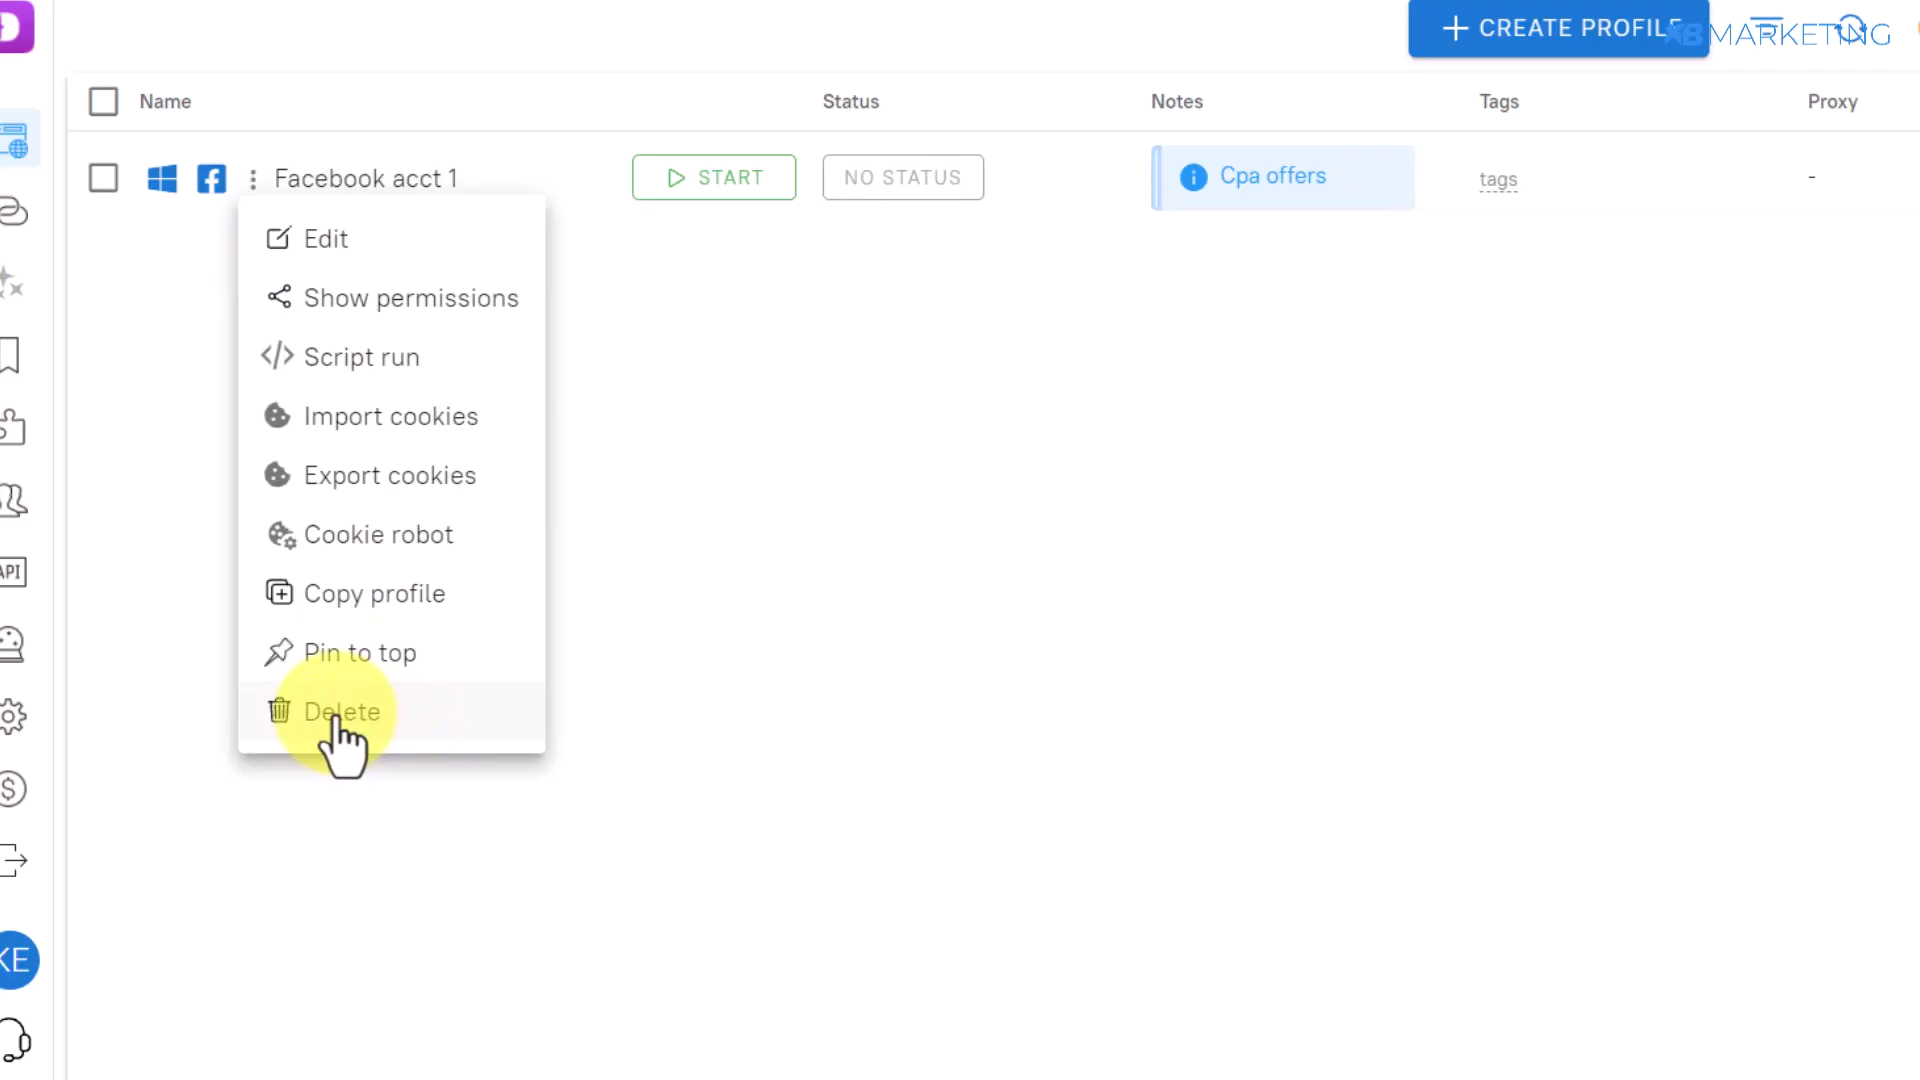 CREATE PROFILE
MARKETING
Name
Status
Notes
Tags
Proxy
Facebook acct 1
START
NO STATUS
Cpa offers
tags
-
Edit
Show permissions
Script run
Import cookies
Export cookies
Cookie robot
Copy profile
Pin to top
Delete
API
KE